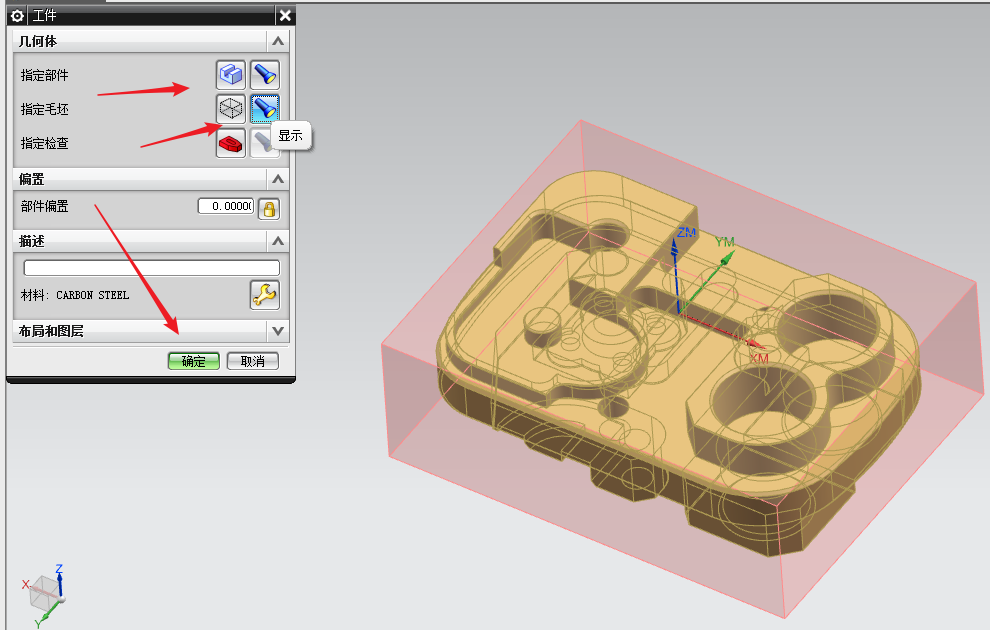 工件
几何体
指定部件
指定毛坯
指定检查
显示
偏置
部件偏置 0.0000
描述
材料: CARBON STEEL
布局和图层
确定 取消
ZM
YM
XM
Z
X
Y